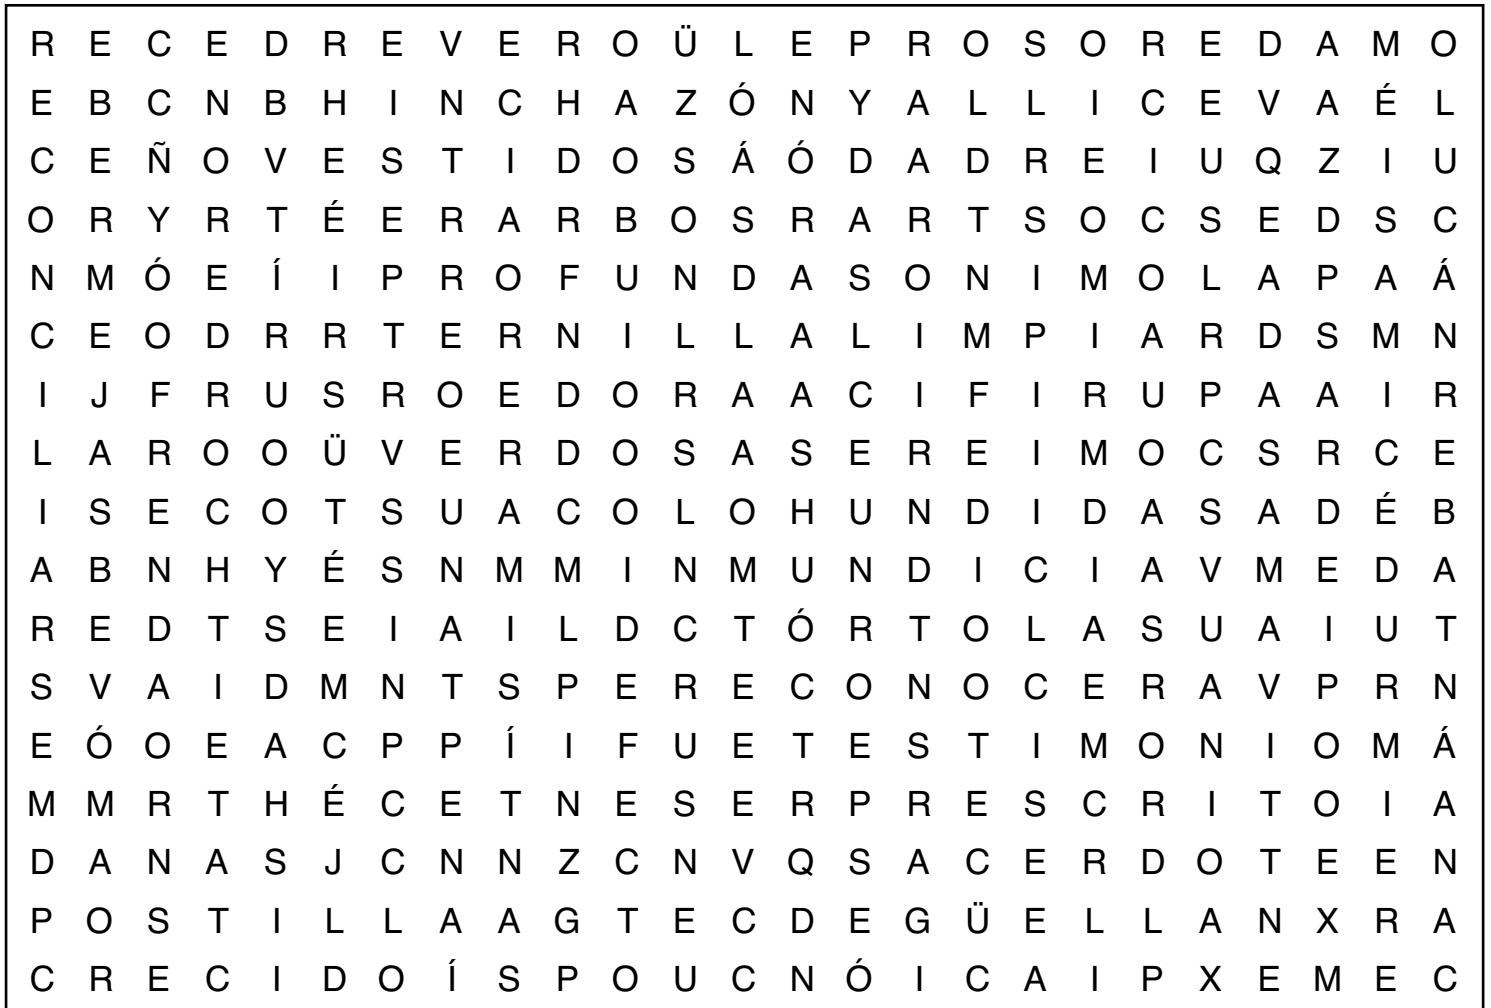 R E C E D R E V E R O Ü L E P R O S O R E D A M O
E B C N B H I N C H A Z Ó N Y A L L I C E V A É L
C E Ñ O V E S T I D O S Á Ó D A D R E I U Q Z I U
O R Y R T É E R A R B O S R A R T S O C S E D S C
N M Ó E Í I P R O F U N D A S O N I M O L A P A Á
C E O D R R T E R N I L L A L I M P I A R D S M N
I J F R U S R O E D O R A A C I F I R U P A A I R
L A R O O Ü V E R D O S A S E R E I M O C S R C E
I S E C O T S U A C O L O H U N D I D A S A D É B
A B N H Y É S N M M I N M U N D I C I A V M E D A
R E D T S E I A I L D C T Ó R T O L A S U A I U T
S V A I D M N T S P E R E C O N O C E R A V P R N
E Ó O E A C P P Í I F U E T E S T I M O N I O M Á
M M R T H É C E T N E S E R P R E S C R I T O I A
D A N A S J C N N Z C N V Q S A C E R D O T E E N
P O S T I L L A A G T E C D E G Ü E L L A N X R A
C R E C I D O Í S P O U C N Ó I C A I P X E M E C